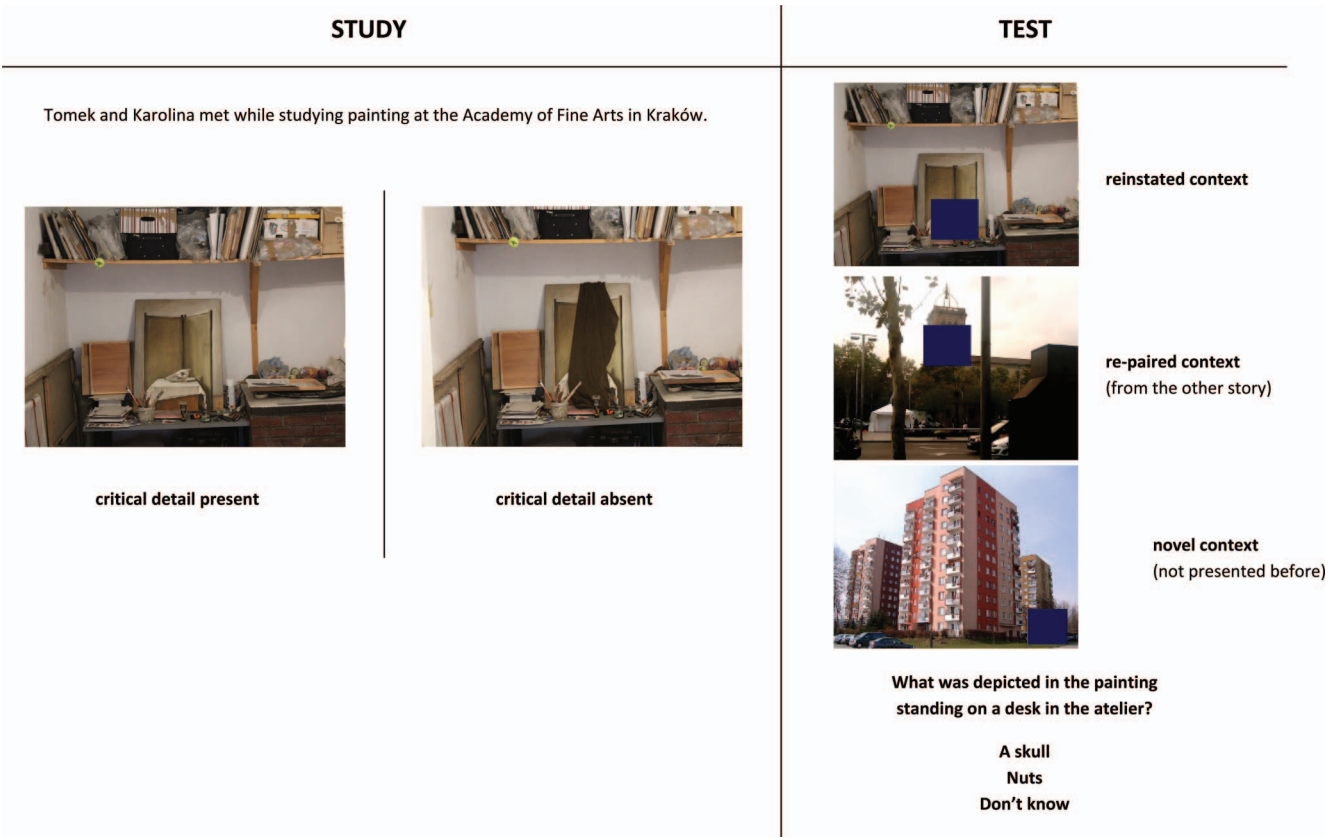 STUDY
TEST
Tomek and Karolina met while studying painting at the Academy of Fine Arts in Kraków.
critical detail present
critical detail absent
reinstated context
re-paired context
(from the other story)
novel context
(not presented before)
What was depicted in the painting
standing on a desk in the atelier?
A skull
Nuts
Don’t know